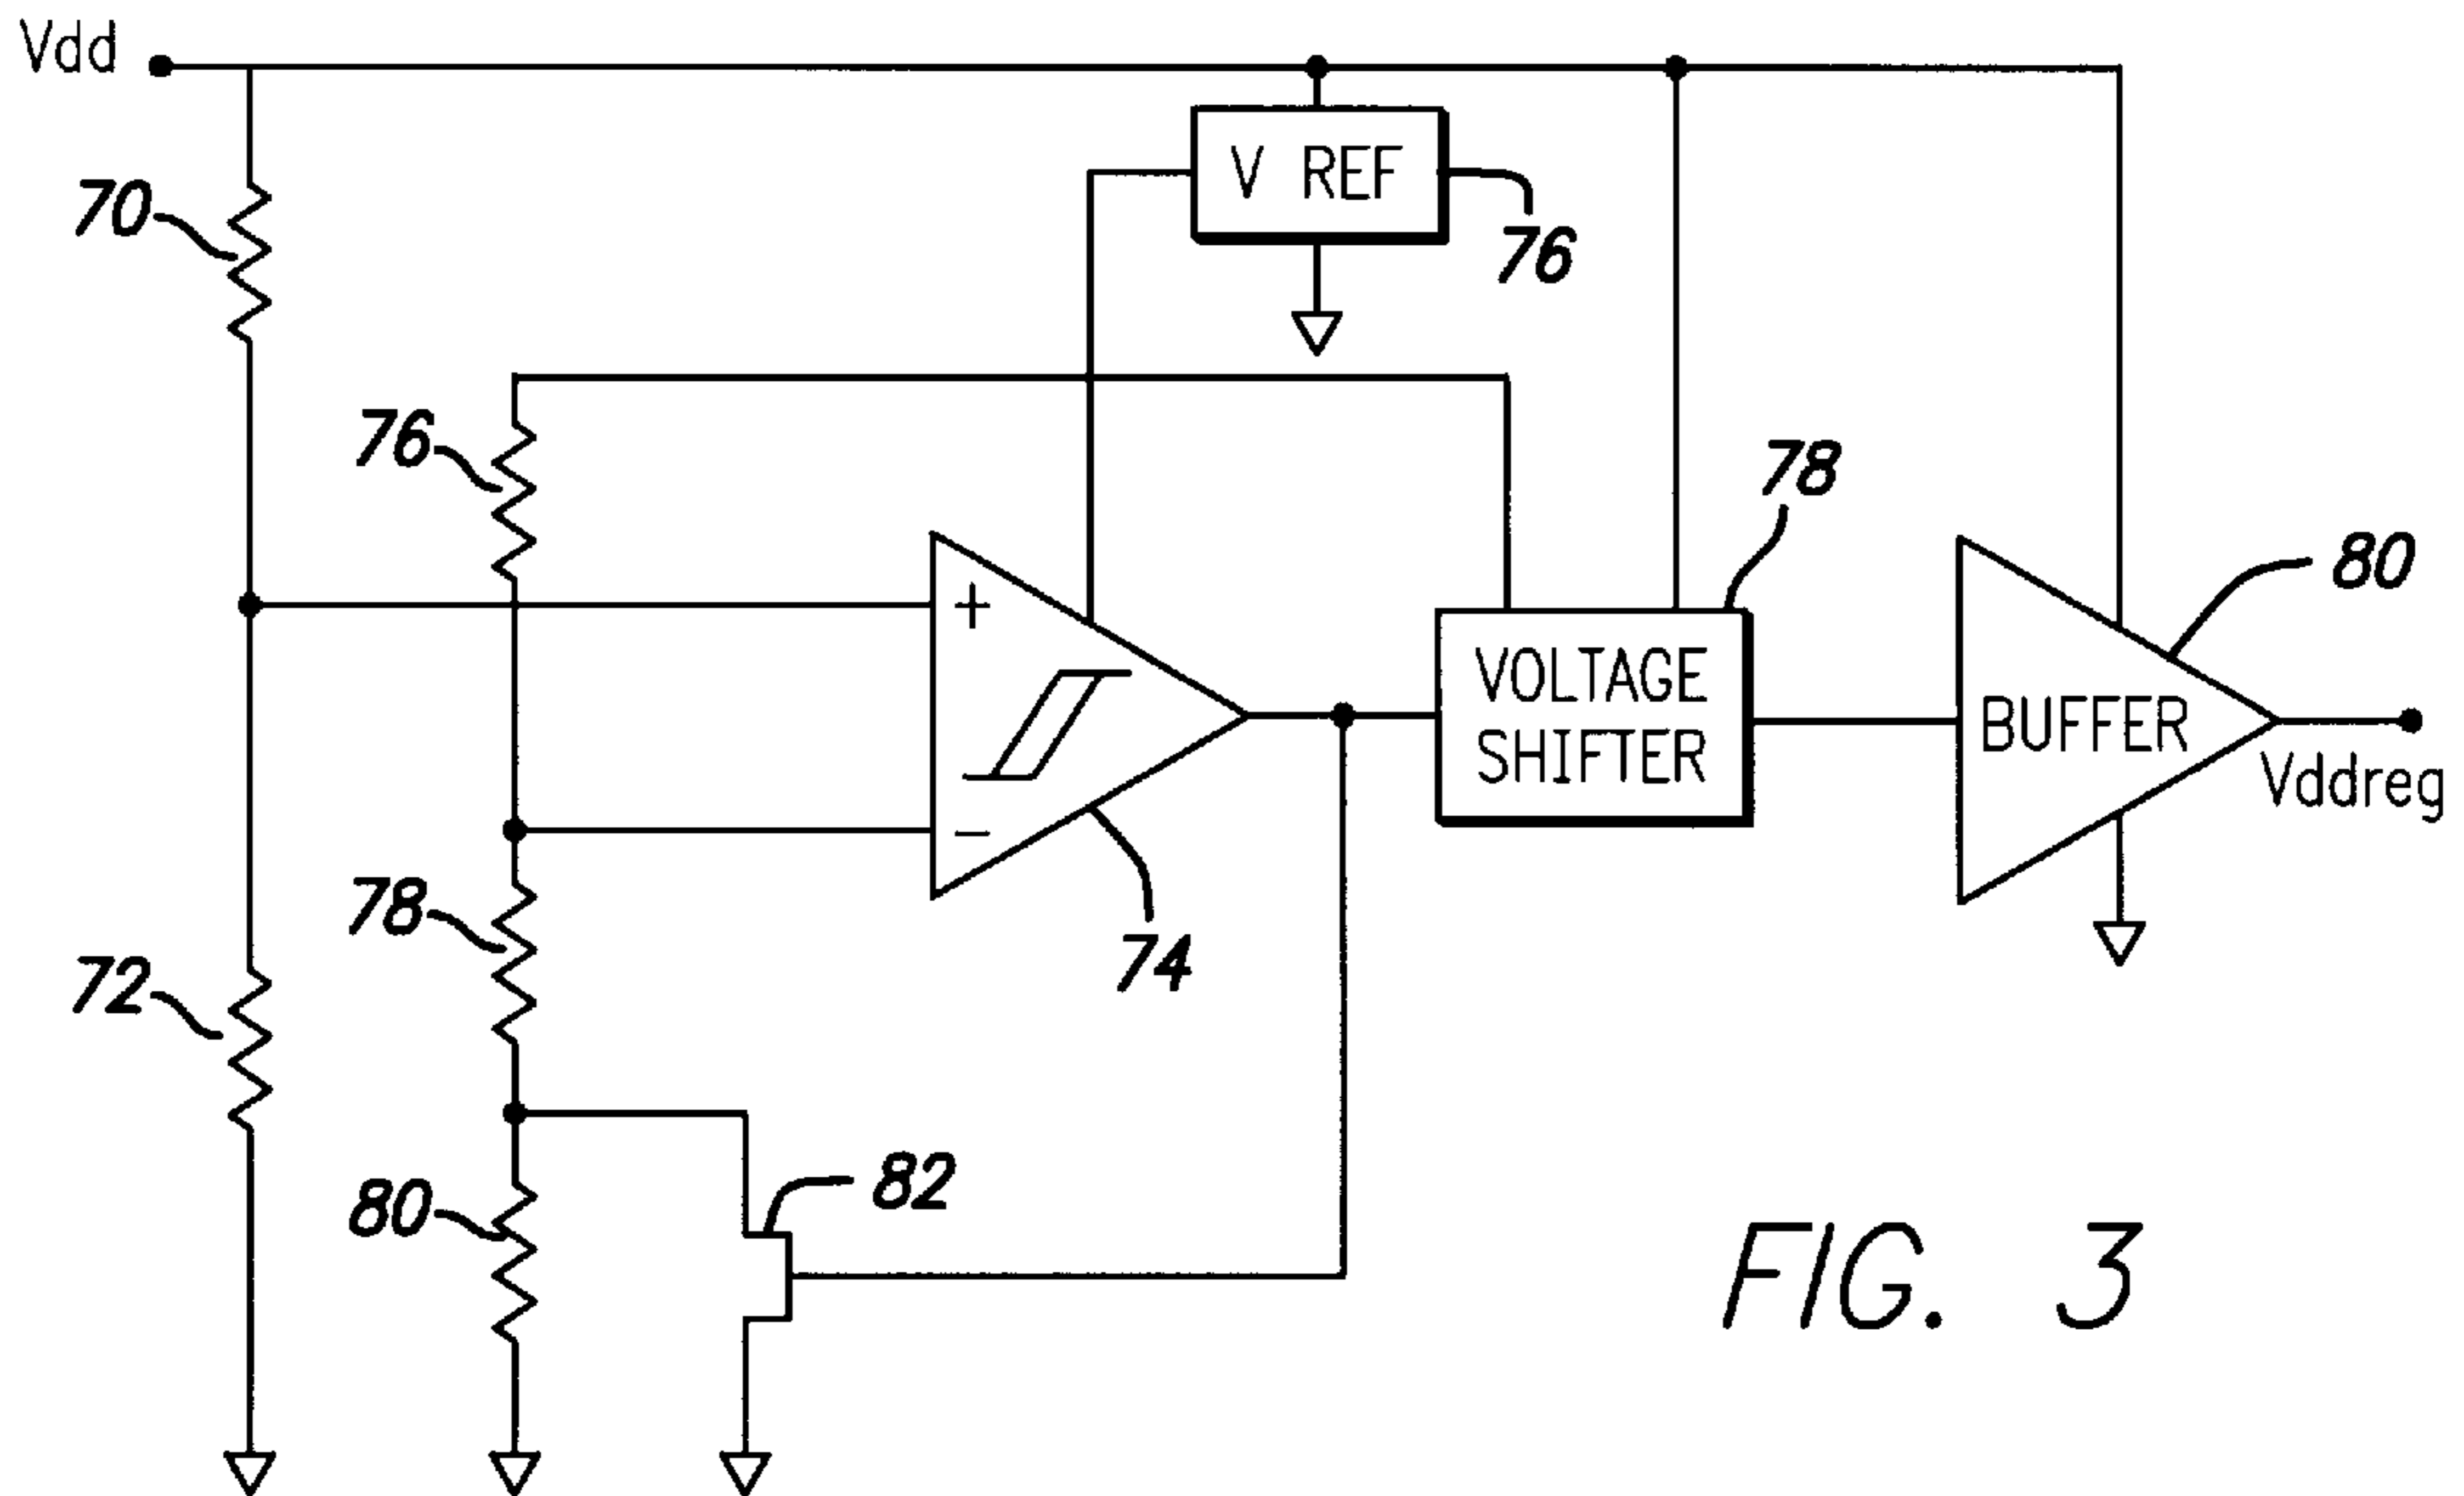 Vdd
V REF
70
76
76
78
80
VOLTAGE
SHIFTER
BUFFER
Vddreg
78
74
72
82
80
FIG. 3